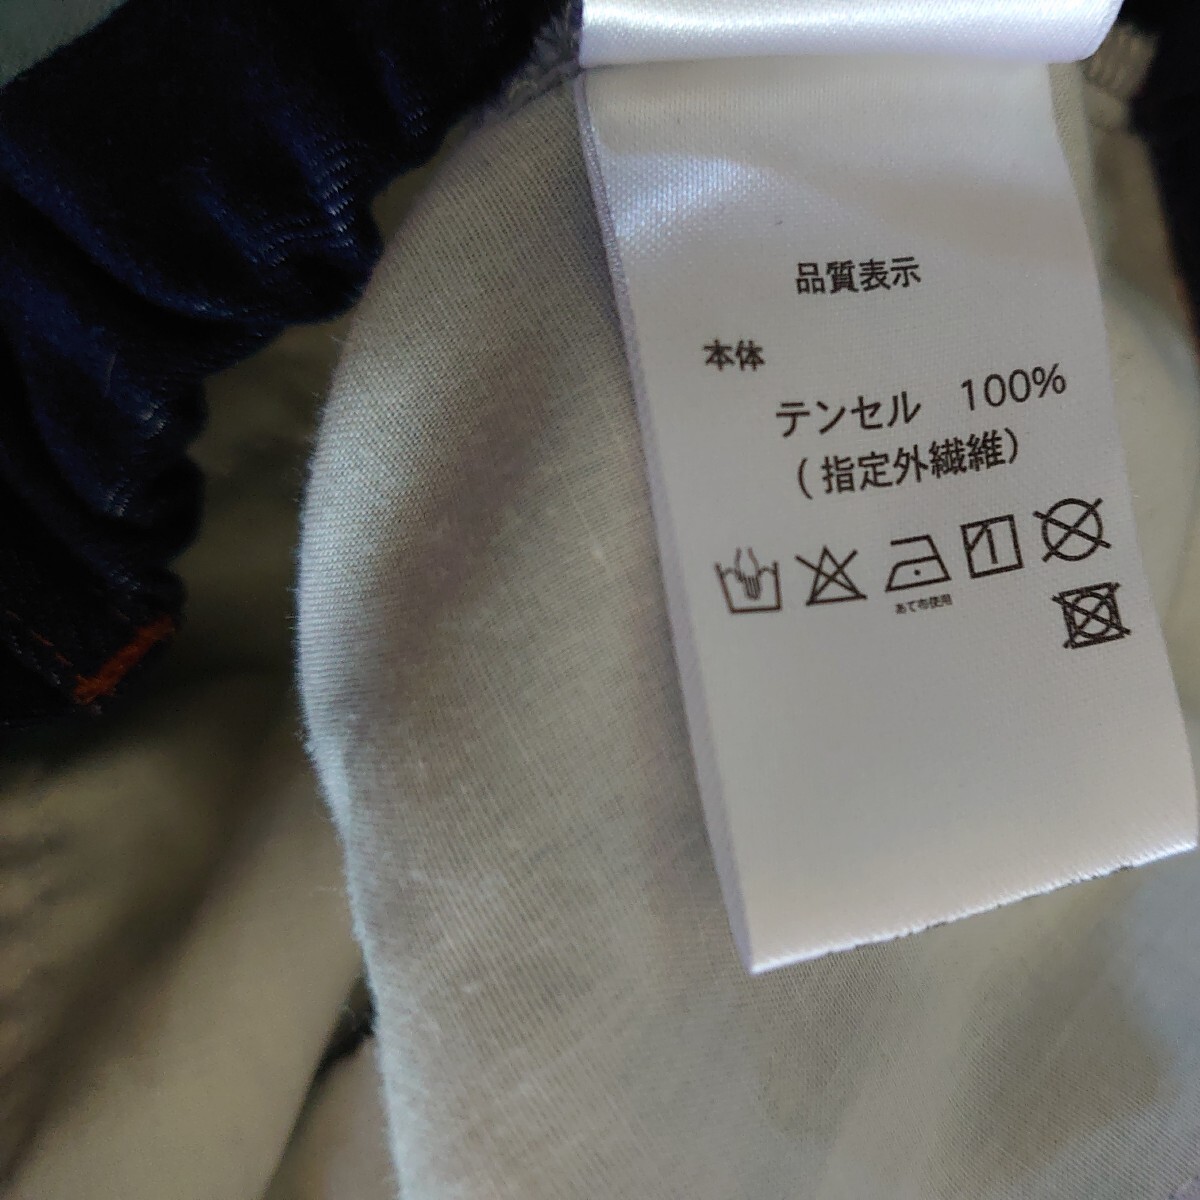 品質表示
本体
テンセル 100%
(指定外繊維)
あて布使用